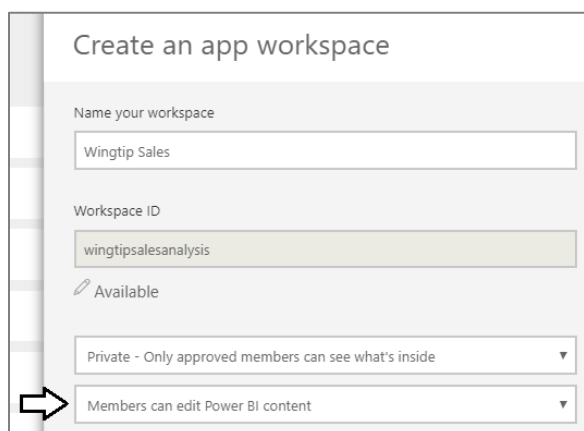 Create an app workspace
Name your workspace
Wingtip Sales
Workspace ID
wingtipsalesanalysis
Available
Private - Only approved members can see what's inside
Members can edit Power BI content